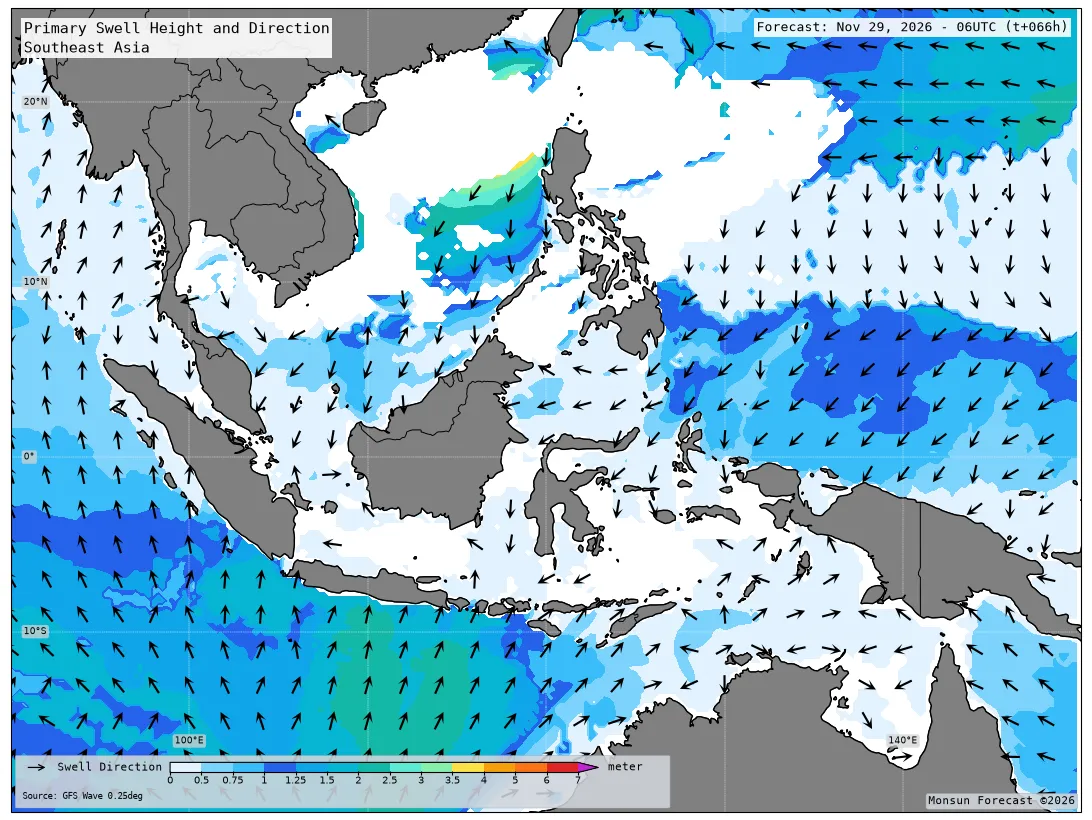 Primary Swell Height and Direction
Southeast Asia
Forecast: Nov 29, 2026 - 06UTC (t+066h)
20°N
10°N
0°
10°S
100°E
140°E
Swell Direction
meter
0 0.5 0.75 1 1.25 1.5 2 2.5 3 3.5 4 5 6 7
Source: GFS Wave 0.25deg
Monsun Forecast ©2026